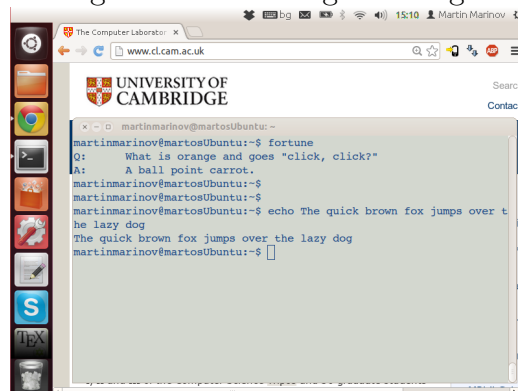 bg 15:10 Martin Marinov
The Computer Laborator ×
www.cl.cam.ac.uk
ABP
UNIVERSITY OF
CAMBRIDGE
Searc
Contac
martinmarinov@martosUbuntu: ~
martinmarinov@martosUbuntu:~$ fortune
Q: What is orange and goes "click, click?"
A: A ball point carrot.
martinmarinov@martosUbuntu:~$
martinmarinov@martosUbuntu:~$
martinmarinov@martosUbuntu:~$ echo The quick brown fox jumps over t
he lazy dog
The quick brown fox jumps over the lazy dog
martinmarinov@martosUbuntu:~$
S
TEX